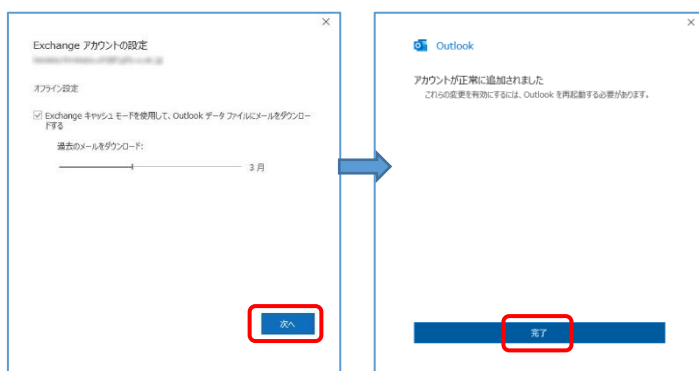 Exchange アカウントの設定
オフライン設定
Exchange キャッシュ モードを使用して、Outlook データ ファイルにメールをダウンロー
ドする
過去のメールをダウンロード:
3 月
次へ
Outlook
アカウントが正常に追加されました
これらの変更を有効にするには、Outlook を再起動する必要があります。
完了